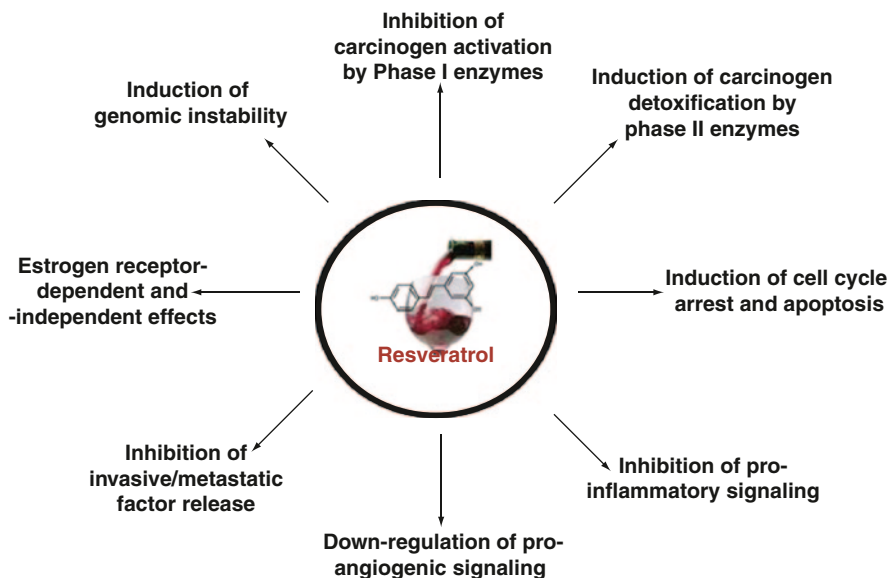 Inhibition of
carcinogen activation
by Phase I enzymes
Induction of carcinogen
detoxification by
phase II enzymes
Induction of cell cycle
arrest and apoptosis
Inhibition of pro-
inflammatory signaling
Down-regulation of pro-
angiogenic signaling
Inhibition of
invasive/metastatic
factor release
Estrogen receptor-
dependent and
-independent effects
Induction of
genomic instability
Resveratrol